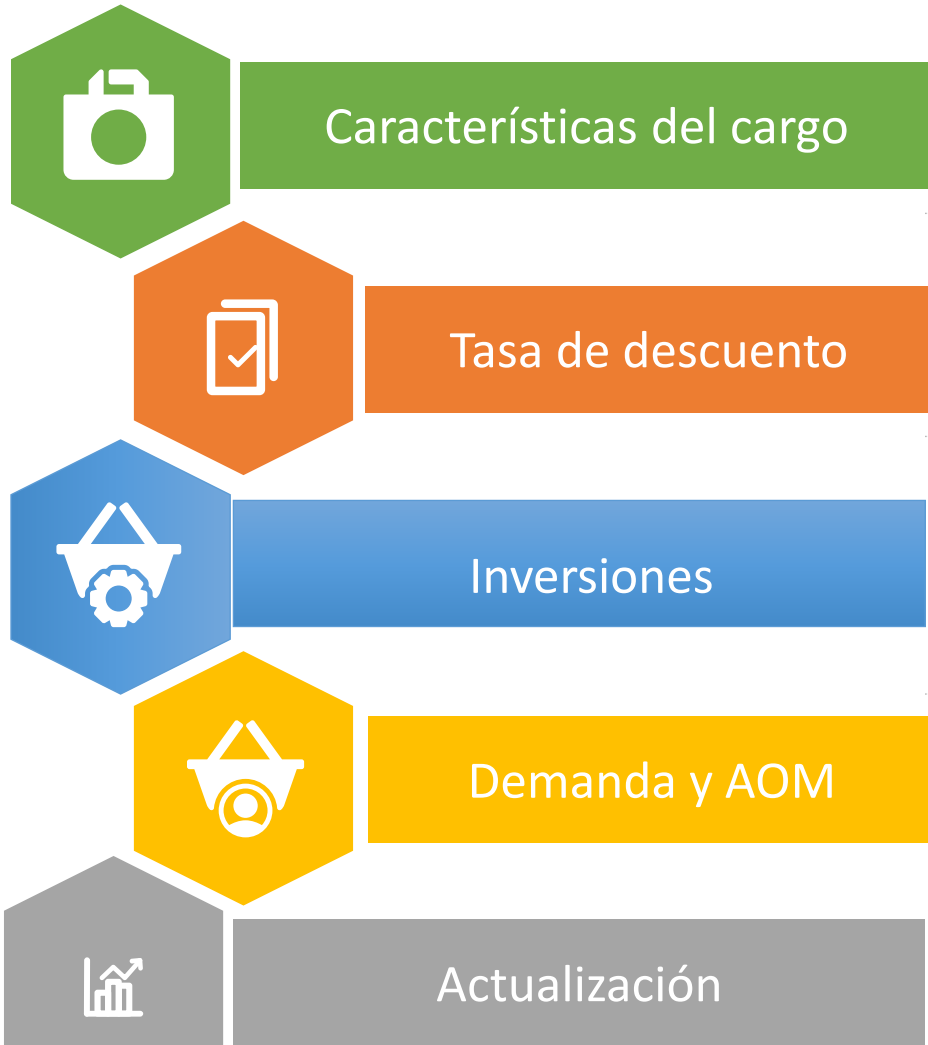 Características del cargo
Tasa de descuento
Inversiones
Demanda y AOM
Actualización